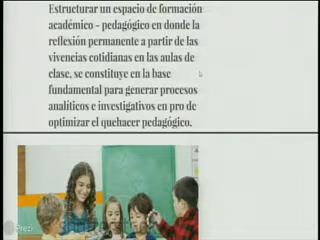 Estructurar un espacio de formación
académico - pedagógico en donde la
reflexión permanente a partir de las
vivencias cotidianas en las aulas de
clase, se constituye en la base
fundamental para generar procesos
analíticos e investigativos en pro de
optimizar el quehacer pedagógico.
Prezi